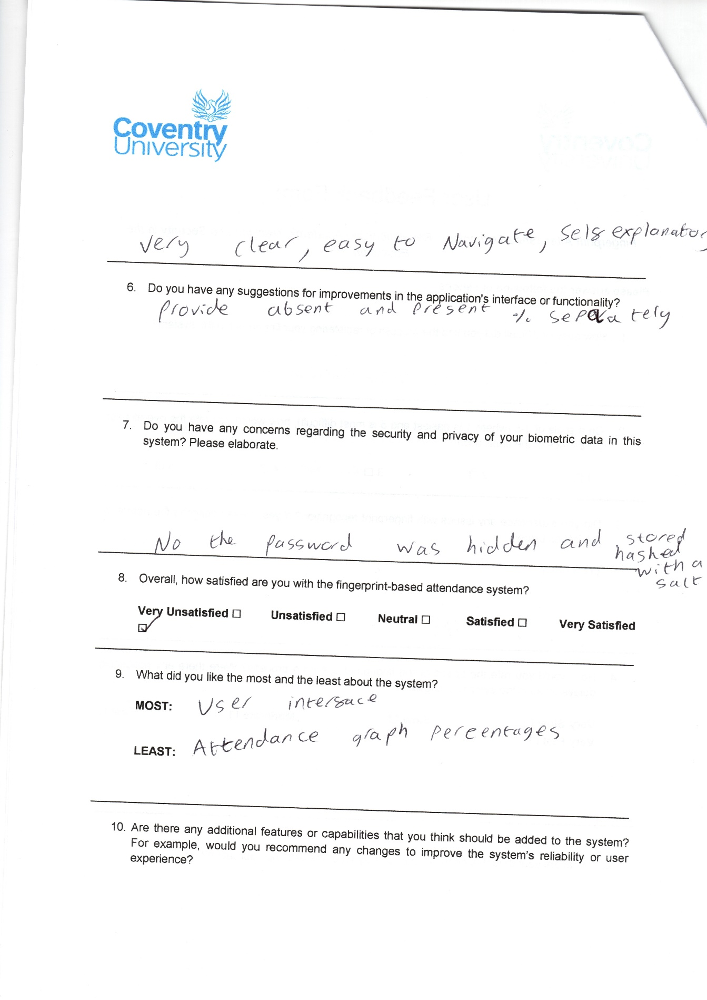 Coventry
University
very clear, easy to Navigate, self explanatory
6. Do you have any suggestions for improvements in the application's interface or functionality?
Provide absent and present % separately
7. Do you have any concerns regarding the security and privacy of your biometric data in this
system? Please elaborate.
No the password was hidden and stored
hashed
with a
salt
8. Overall, how satisfied are you with the fingerprint-based attendance system?
Very Unsatisfied ☐ Unsatisfied ☐ Neutral ☐ Satisfied ☐ Very Satisfied
☑
9. What did you like the most and the least about the system?
MOST: User interface
LEAST: Attendance graph percentages
10. Are there any additional features or capabilities that you think should be added to the system?
For example, would you recommend any changes to improve the system's reliability or user
experience?